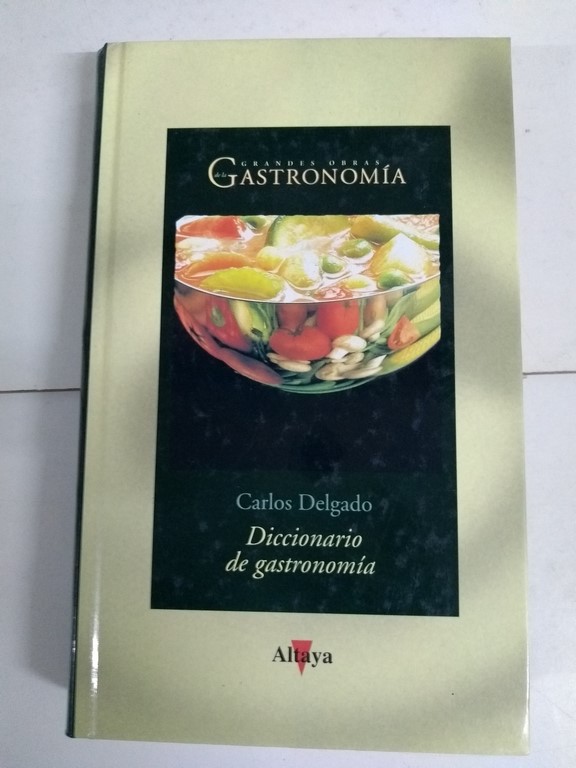 GRANDES OBRAS
de la GASTRONOMÍA
Carlos Delgado
Diccionario
de gastronomía
Altaya